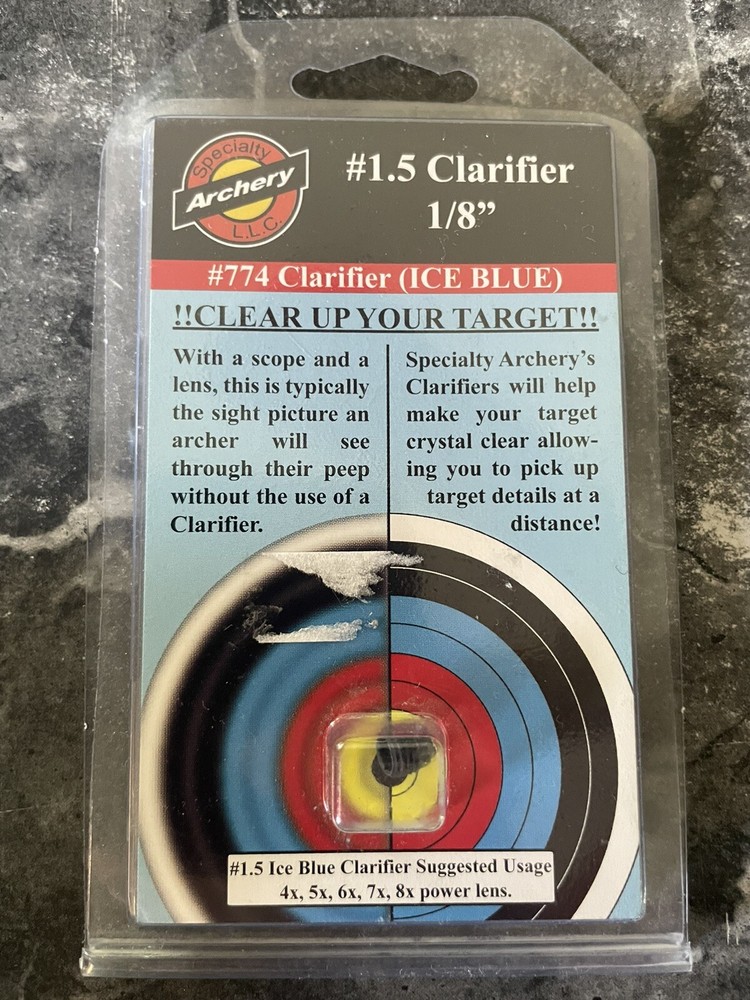 Specialty
Archery
L.L.C.
#1.5 Clarifier
1/8”
#774 Clarifier (ICE BLUE)
!!CLEAR UP YOUR TARGET!!
With a scope and a
lens, this is typically
the sight picture an
archer will see
through their peep
without the use of a
Clarifier.
Specialty Archery’s
Clarifiers will help
make your target
crystal clear allow-
ing you to pick up
target details at a
distance!
#1.5 Ice Blue Clarifier Suggested Usage
4x, 5x, 6x, 7x, 8x power lens.